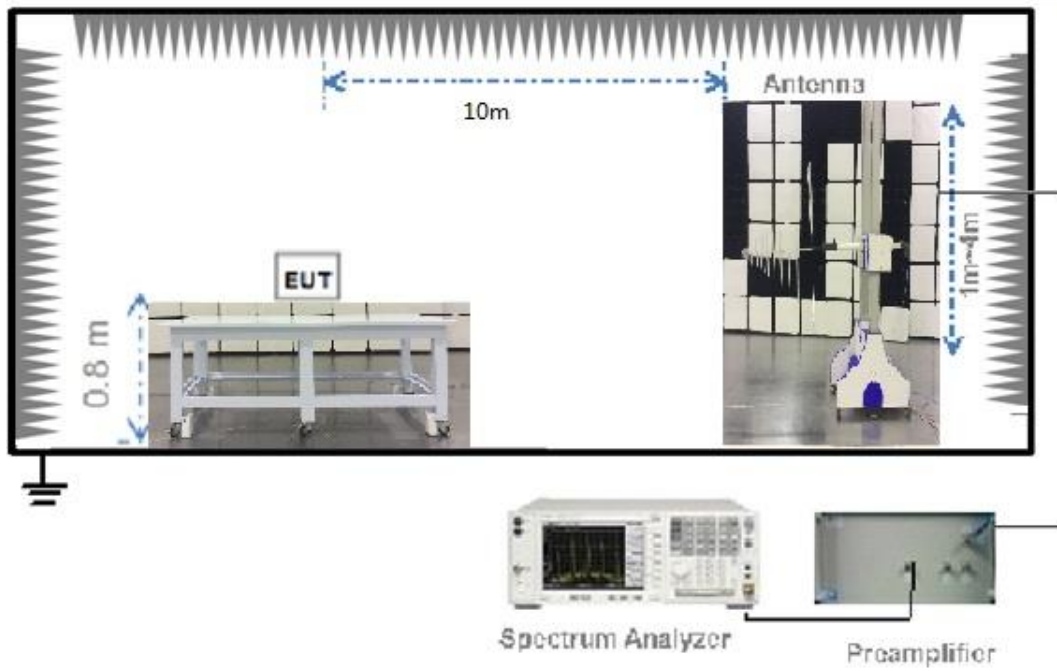 Antenna
10m
EUT
0.8 m
1m~4m
Spectrum Analyzer
Preamplifier